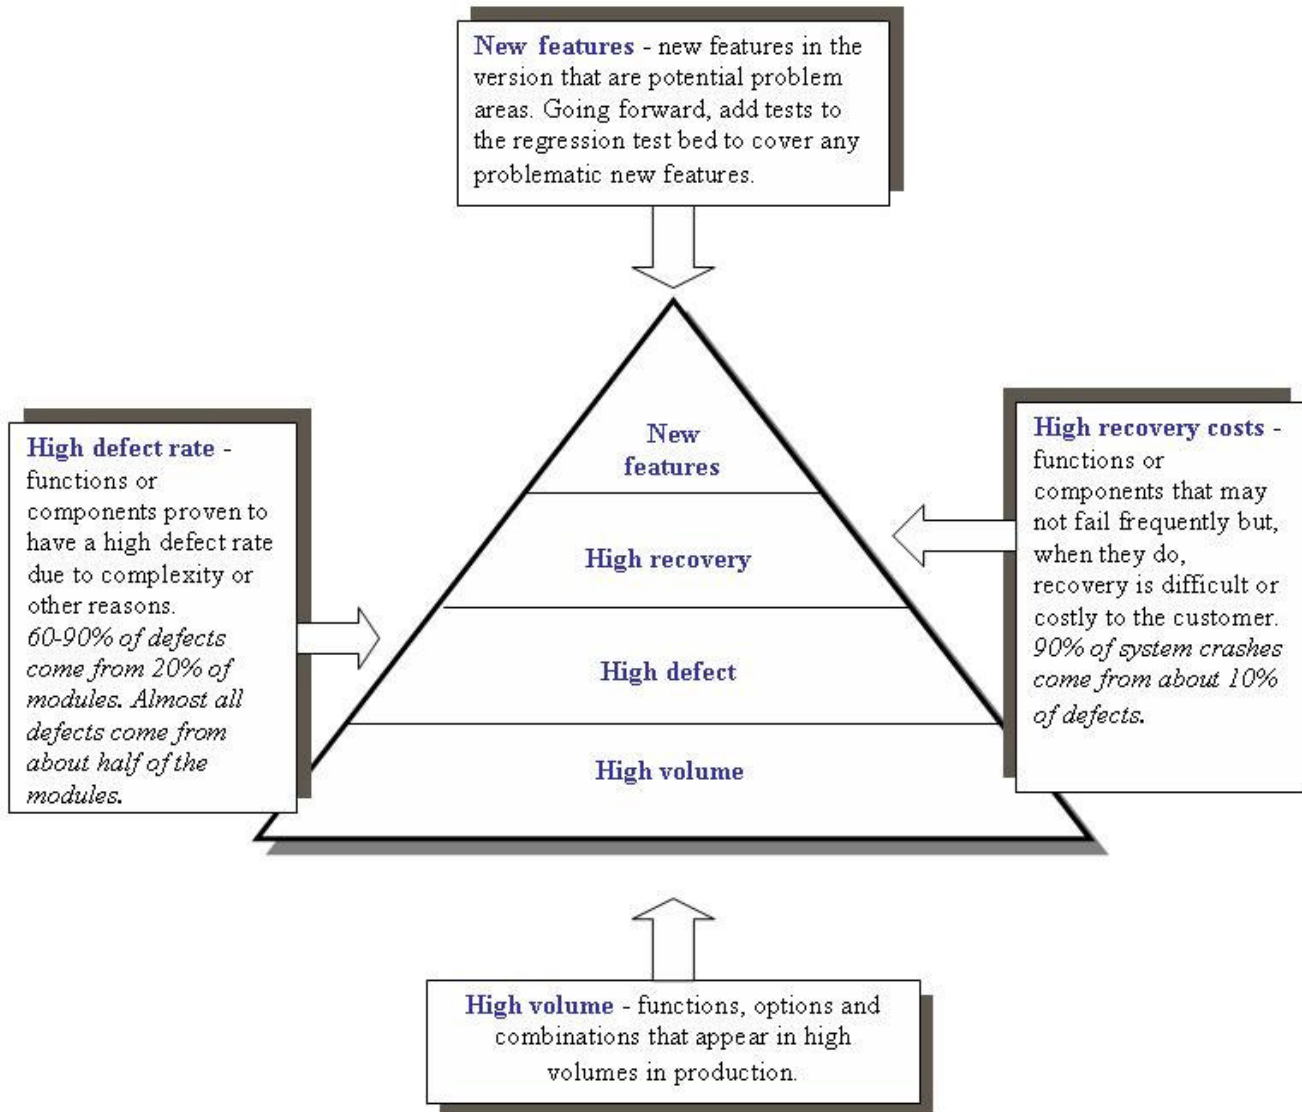 New features - new features in the
version that are potential problem
areas. Going forward, add tests to
the regression test bed to cover any
problematic new features.
High defect rate -
functions or
components proven to
have a high defect rate
due to complexity or
other reasons.
60-90% of defects
come from 20% of
modules. Almost all
defects come from
about half of the
modules.
New
features
High recovery
High defect
High volume
High recovery costs -
functions or
components that may
not fail frequently but,
when they do,
recovery is difficult or
costly to the customer.
90% of system crashes
come from about 10%
of defects.
High volume - functions, options and
combinations that appear in high
volumes in production.